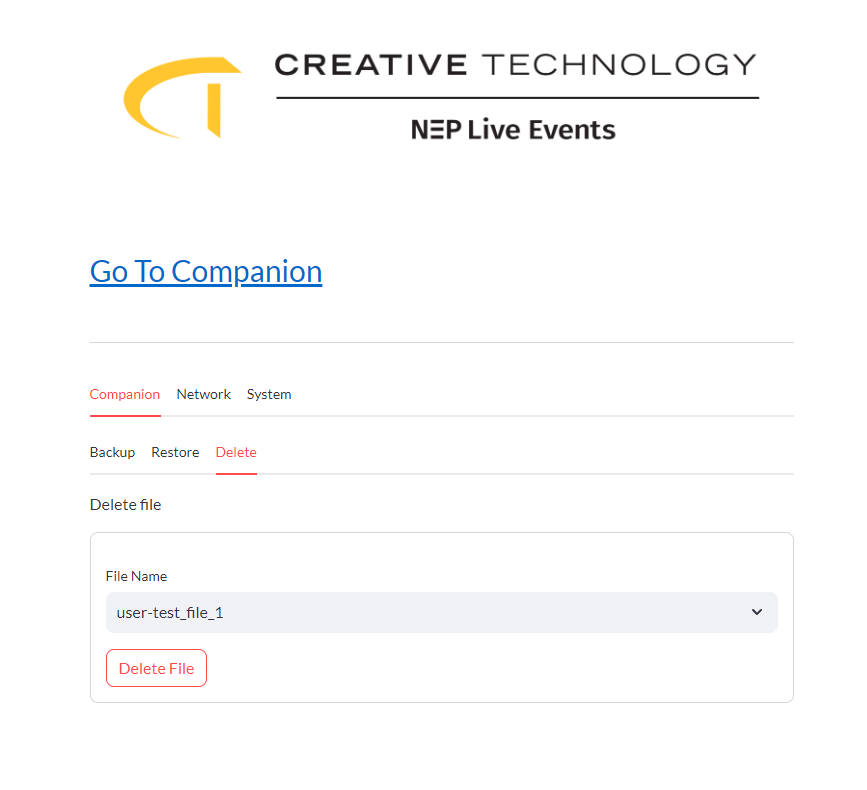 CREATIVE TECHNOLOGY
NEP Live Events
Go To Companion
Companion Network System
Backup Restore Delete
Delete file
File Name
user-test_file_1
Delete File